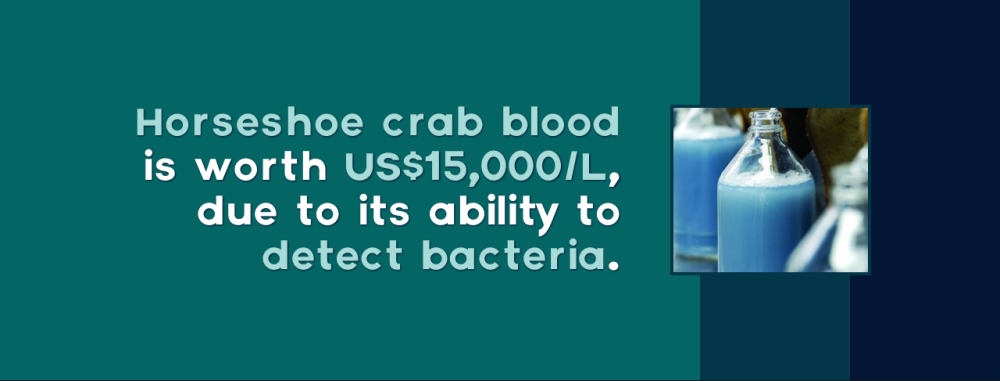 Horseshoe crab blood
is worth US$15,000/L,
due to its ability to
detect bacteria.